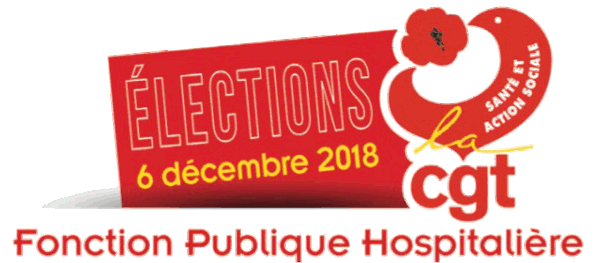 ÉLECTIONS
6 décembre 2018
SANTÉ ET
ACTION SOCIALE
la
cgt
Fonction Publique Hospitalière